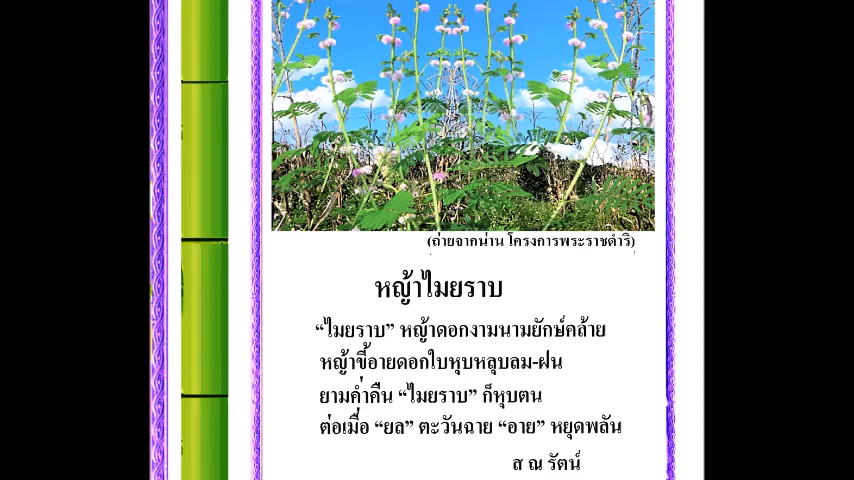 (ถ่ายจากน่าน โครงการพระราชดำริ)
หญ้าไมยราบ
“ไมยราบ” หญ้าดอกงามนามยักษ์คล้าย
หญ้าขี้อายดอกใบหุบหลุบลม-ฝน
ยามค่ำคืน “ไมยราบ” ก็หุบตน
ต่อเมื่อ “ยล” ตะวันฉาย “อาย” หยุดพลัน
ส ณ รัตน์